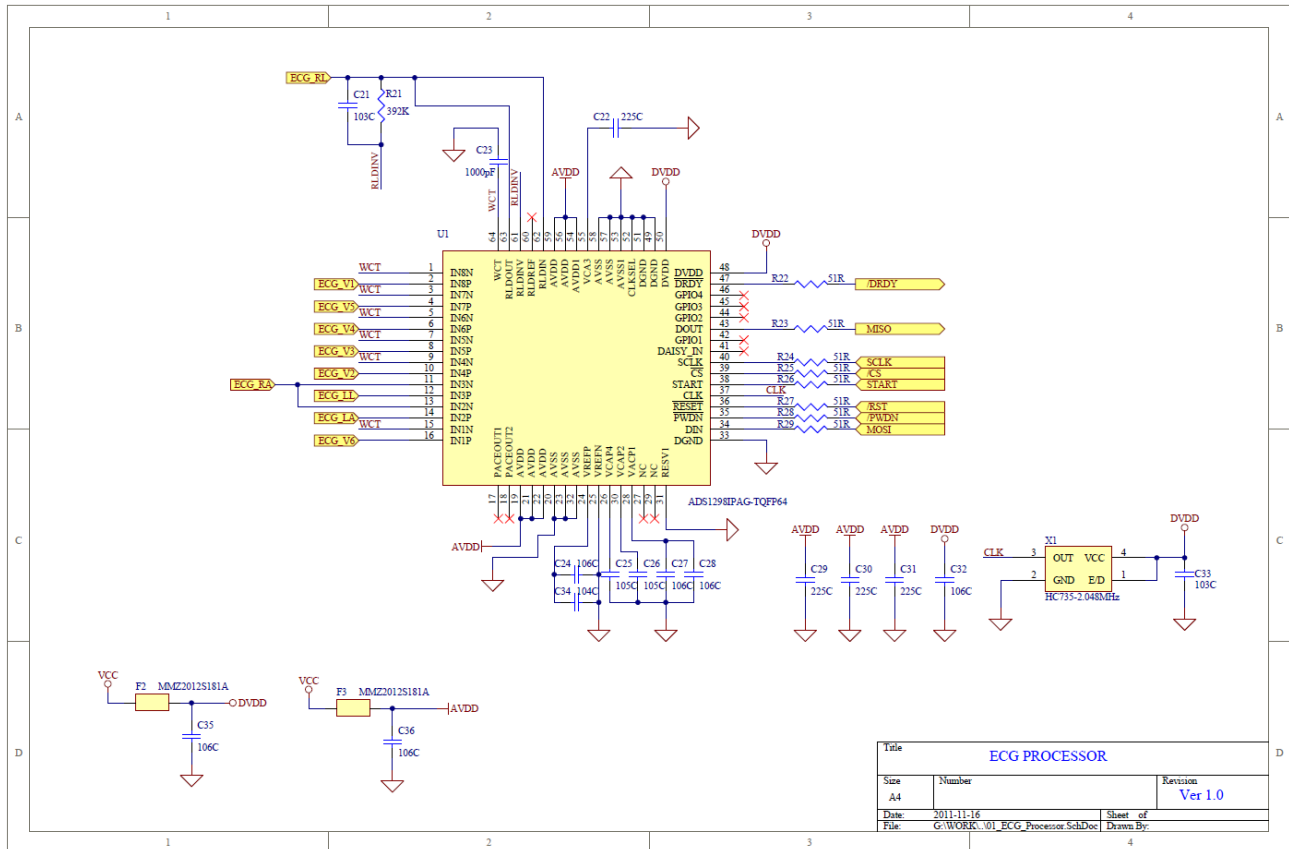 1 2 3 4
A A
B B
C C
D D
1 2 3 4
ECG_RL
C21
103C
R21
392K
RLDINV
C23
1000pF
WCT
RLDINV
AVDD
C22 225C
DVDD
U1
64 63 61 60 62 59 56 54 55 58 57 53 52 51 49 50
WCT RLDOUT RLDINV RLDREF RLDIN AVDD AVDD AVDD1 VCA3 AVSS AVSS AVSS1 CLKSEL DGND DGND DVDD
WCT 1 IN8N
ECG_V1 2 IN8P
WCT 3 IN7N
ECG_V5 4 IN7P
WCT 5 IN6N
ECG_V4 6 IN6P
WCT 7 IN5N
ECG_V3 8 IN5P
WCT 9 IN4N
ECG_V2 10 IN4P
ECG_RA 11 IN3N
ECG_LL 12 IN3P
13 IN2N
ECG_LA 14 IN2P
WCT 15 IN1N
ECG_V6 16 IN1P
DVDD
DVDD 48
DRDY 47 R22 51R /DRDY
GPIO4 46
GPIO3 45
GPIO2 44
DOUT 43 R23 51R MISO
GPIO1 42
DAISY_IN 41
SCLK 40 R24 51R SCLK
CS 39 R25 51R /CS
START 38 R26 51R START
CLK 37 CLK
RESET 36 R27 51R /RST
PWDN 35 R28 51R /PWDN
DIN 34 R29 51R MOSI
DGND 33
PACEOUT1 PACEOUT2 AVDD AVDD AVDD AVSS AVSS AVSS VREFP VREFN VCAP4 VCAP2 VACP1 NC NC RESV1
17 18 19 21 22 20 23 32 24 25 26 30 28 27 29 31
ADS1298IPAG-TQFP64
AVDD
C24 106C
C34 104C
C25
105C
C26
105C
C27
106C
C28
106C
AVDD
C29
225C
AVDD
C30
225C
AVDD
C31
225C
DVDD
C32
106C
X1
CLK 3 OUT VCC 4
2 GND E/D 1
HC735-2.048MHz
DVDD
C33
103C
VCC
F2 MMZ2012S181A
DVDD
C35
106C
VCC
F3 MMZ2012S181A
AVDD
C36
106C
Title
ECG PROCESSOR
Size
A4
Number
Revision
Ver 1.0
Date: 2011-11-16 Sheet of
File: G:\WORK\..\01_ECG_Processor.SchDoc Drawn By: